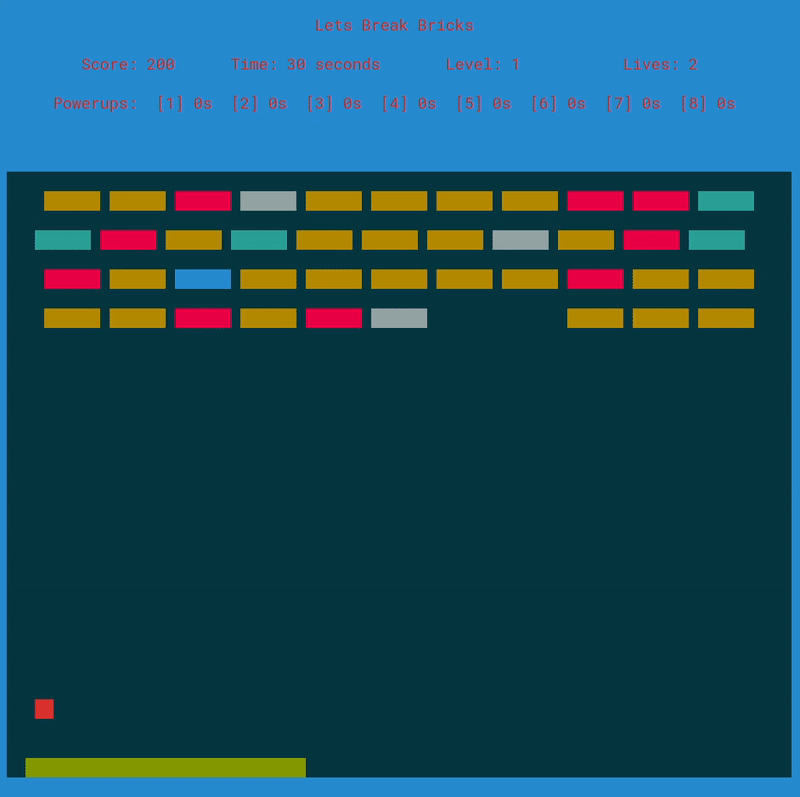 Lets Break Bricks
Score: 200 Time: 30 seconds Level: 1 Lives: 2
Powerups: [1] 0s [2] 0s [3] 0s [4] 0s [5] 0s [6] 0s [7] 0s [8] 0s